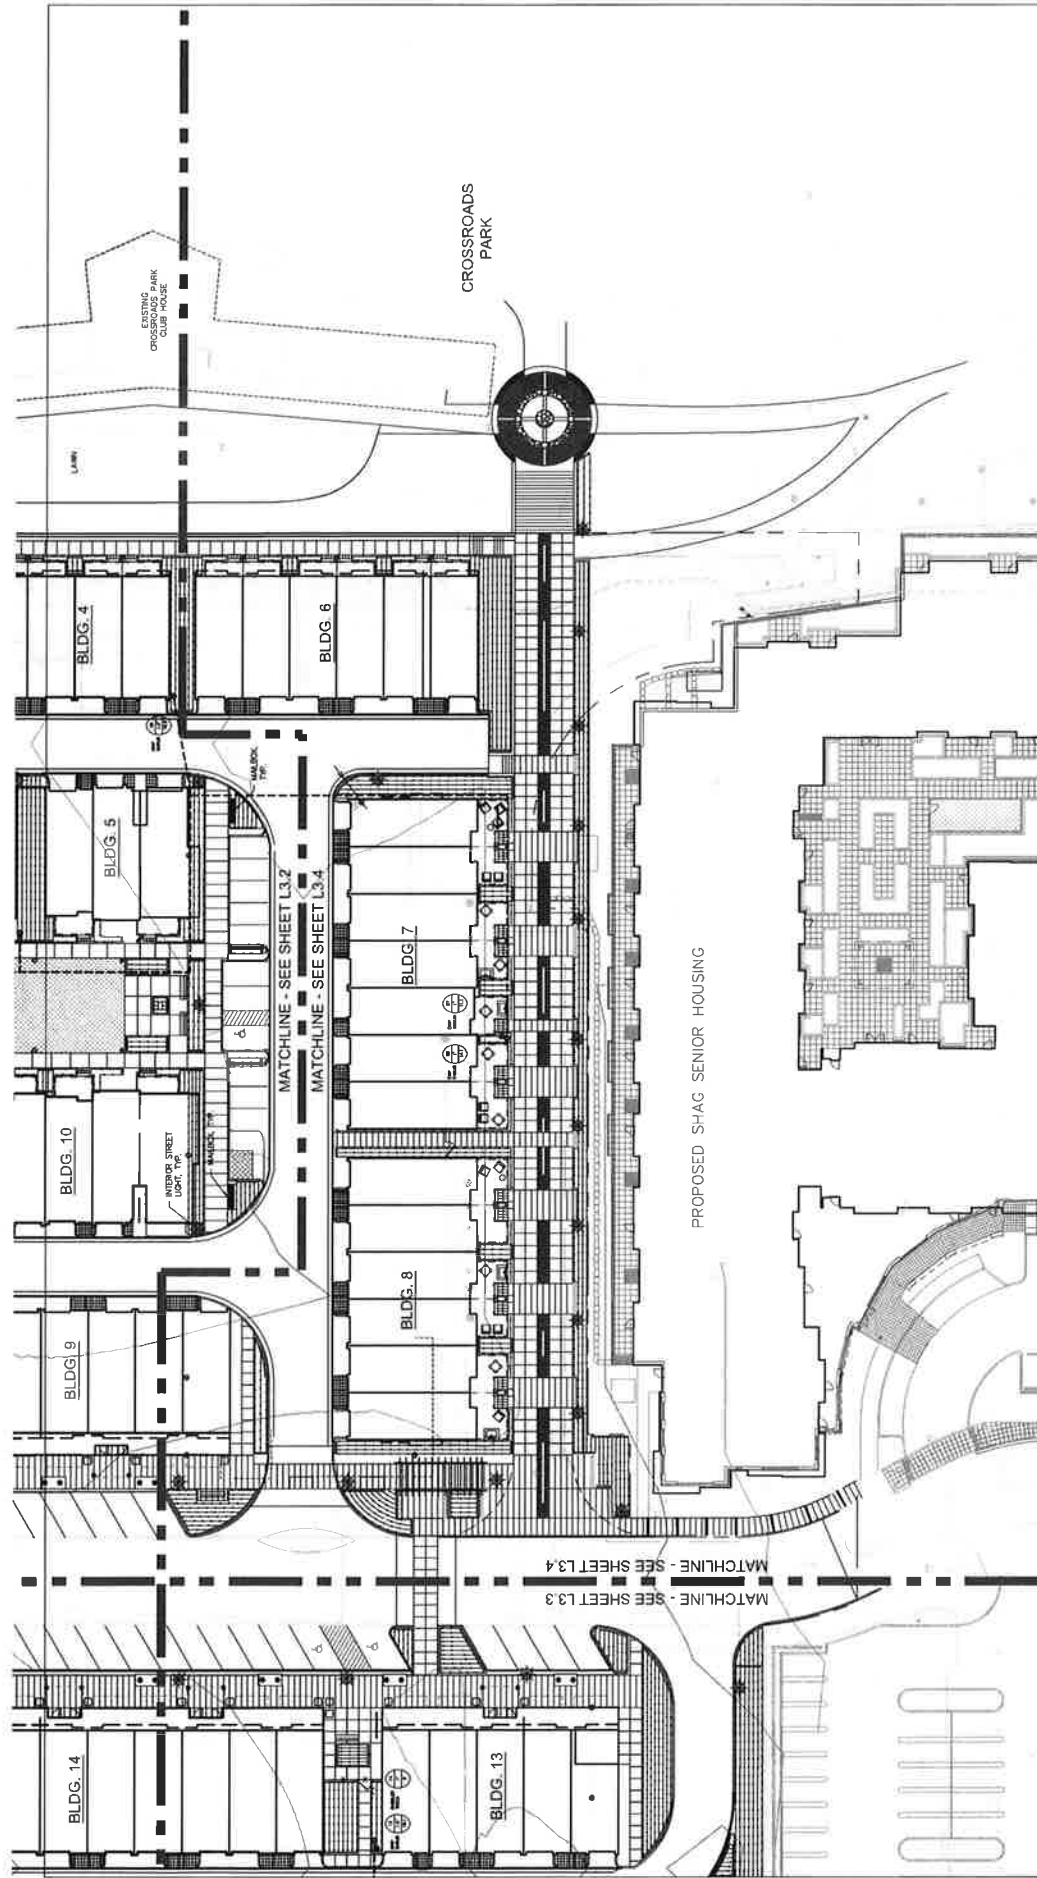 CROSSROADS
PARK
EXISTING
CROSSROADS PARK
CLUB HOUSE
LAWN
BLDG. 4
BLDG. 6
MAILBOX,
TYP.
BLDG. 5
MATCHLINE - SEE SHEET L3.2
MATCHLINE - SEE SHEET L3.4
BLDG. 7
BLDG. 10
INTERIOR STREET
LIGHT, TYP.
MAILBOX, TYP.
PROPOSED SHAG SENIOR HOUSING
BLDG. 8
BLDG. 9
MATCHLINE - SEE SHEET L3.4
MATCHLINE - SEE SHEET L3.3
BLDG. 14
BLDG. 13